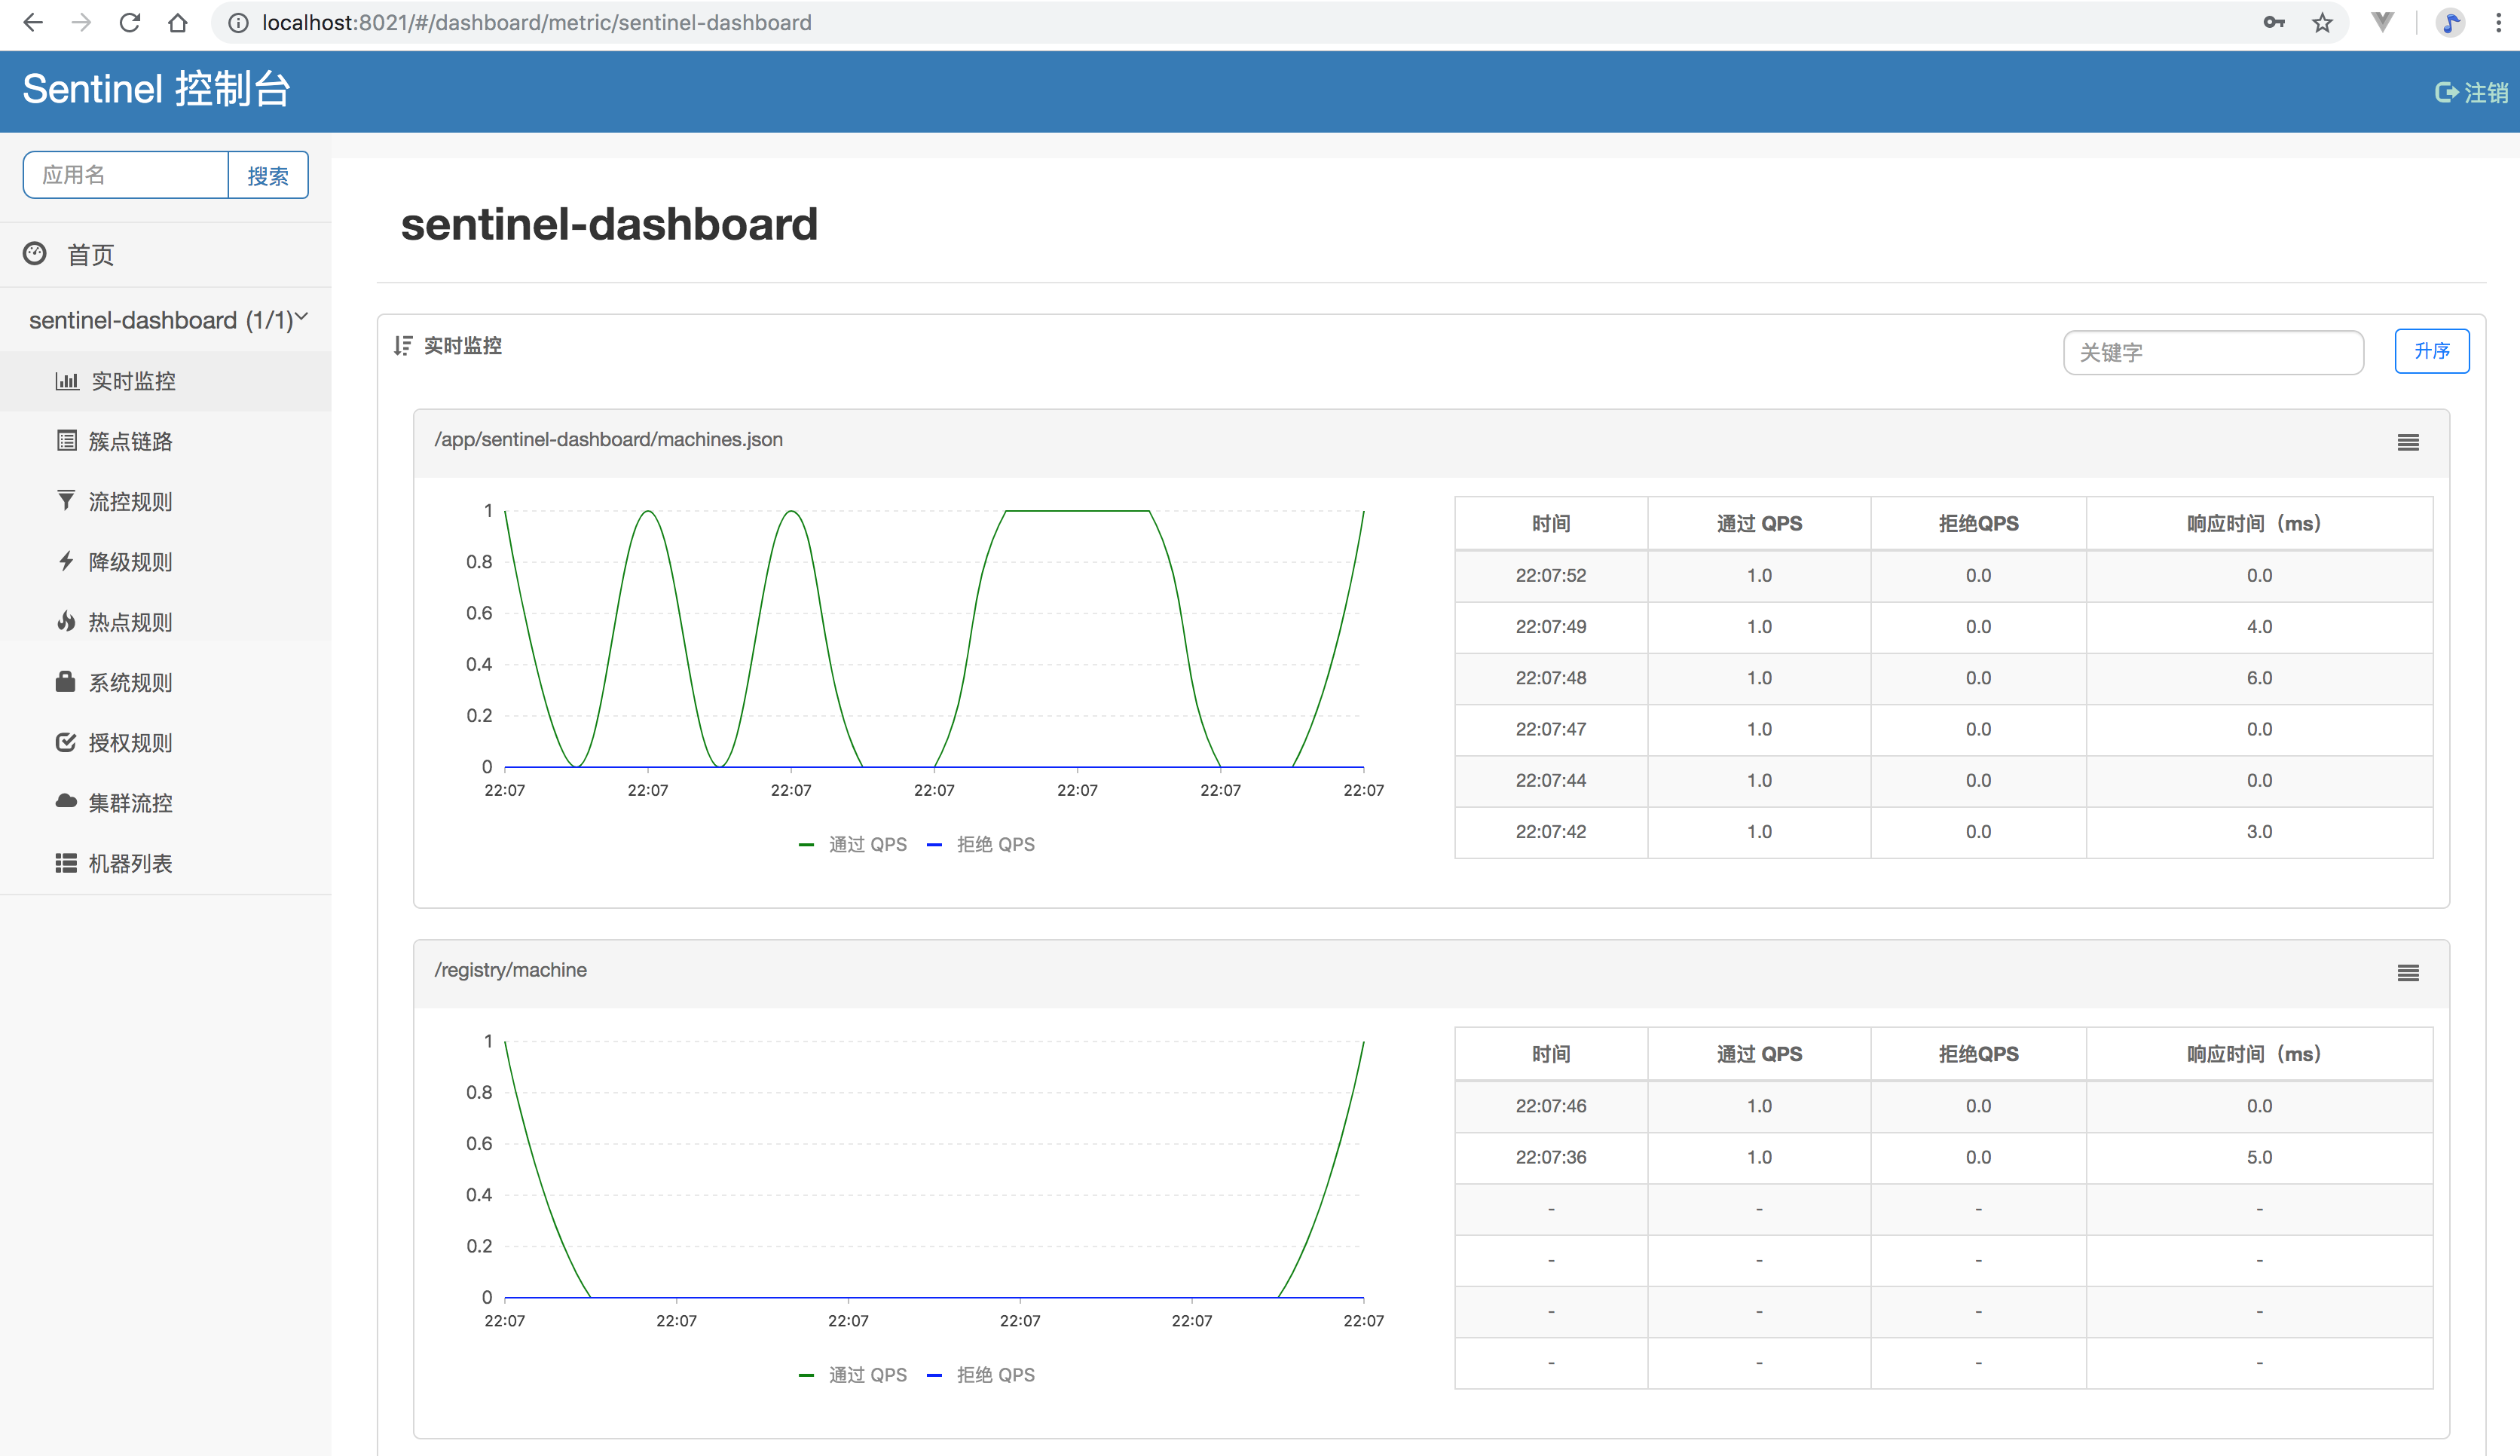 localhost:8021/#/dashboard/metric/sentinel-dashboard
Sentinel 控制台
注销
应用名
搜索
首页
sentinel-dashboard (1/1)
实时监控
簇点链路
流控规则
降级规则
热点规则
系统规则
授权规则
集群流控
机器列表
sentinel-dashboard
实时监控
关键字
升序
/app/sentinel-dashboard/machines.json
1
0.8
0.6
0.4
0.2
0
22:07 22:07 22:07 22:07 22:07 22:07 22:07
通过 QPS 拒绝 QPS
时间 通过 QPS 拒绝QPS 响应时间（ms）
22:07:52 1.0 0.0 0.0
22:07:49 1.0 0.0 4.0
22:07:48 1.0 0.0 6.0
22:07:47 1.0 0.0 0.0
22:07:44 1.0 0.0 0.0
22:07:42 1.0 0.0 3.0
/registry/machine
1
0.8
0.6
0.4
0.2
0
22:07 22:07 22:07 22:07 22:07 22:07
通过 QPS 拒绝 QPS
时间 通过 QPS 拒绝QPS 响应时间（ms）
22:07:46 1.0 0.0 0.0
22:07:36 1.0 0.0 5.0
- - - -
- - - -
- - - -
- - - -